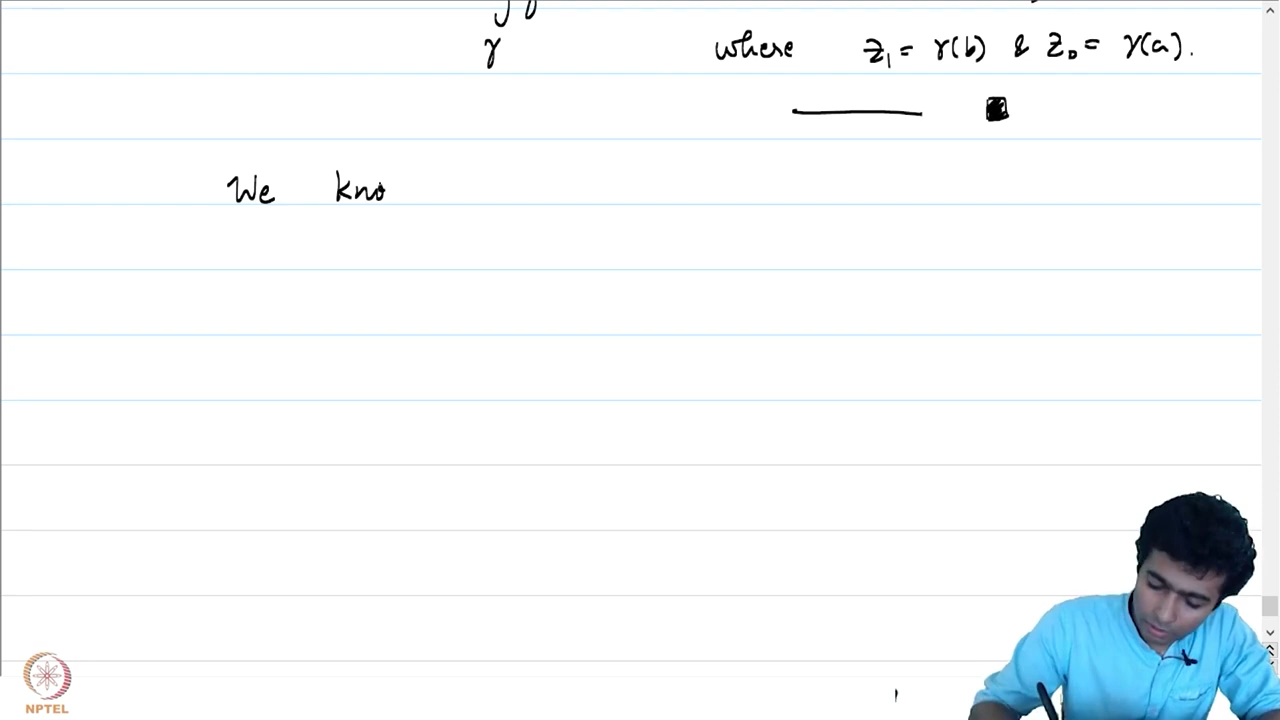 γ where z₁ = γ(b) & z₀ = γ(a).
We kno
NPTEL